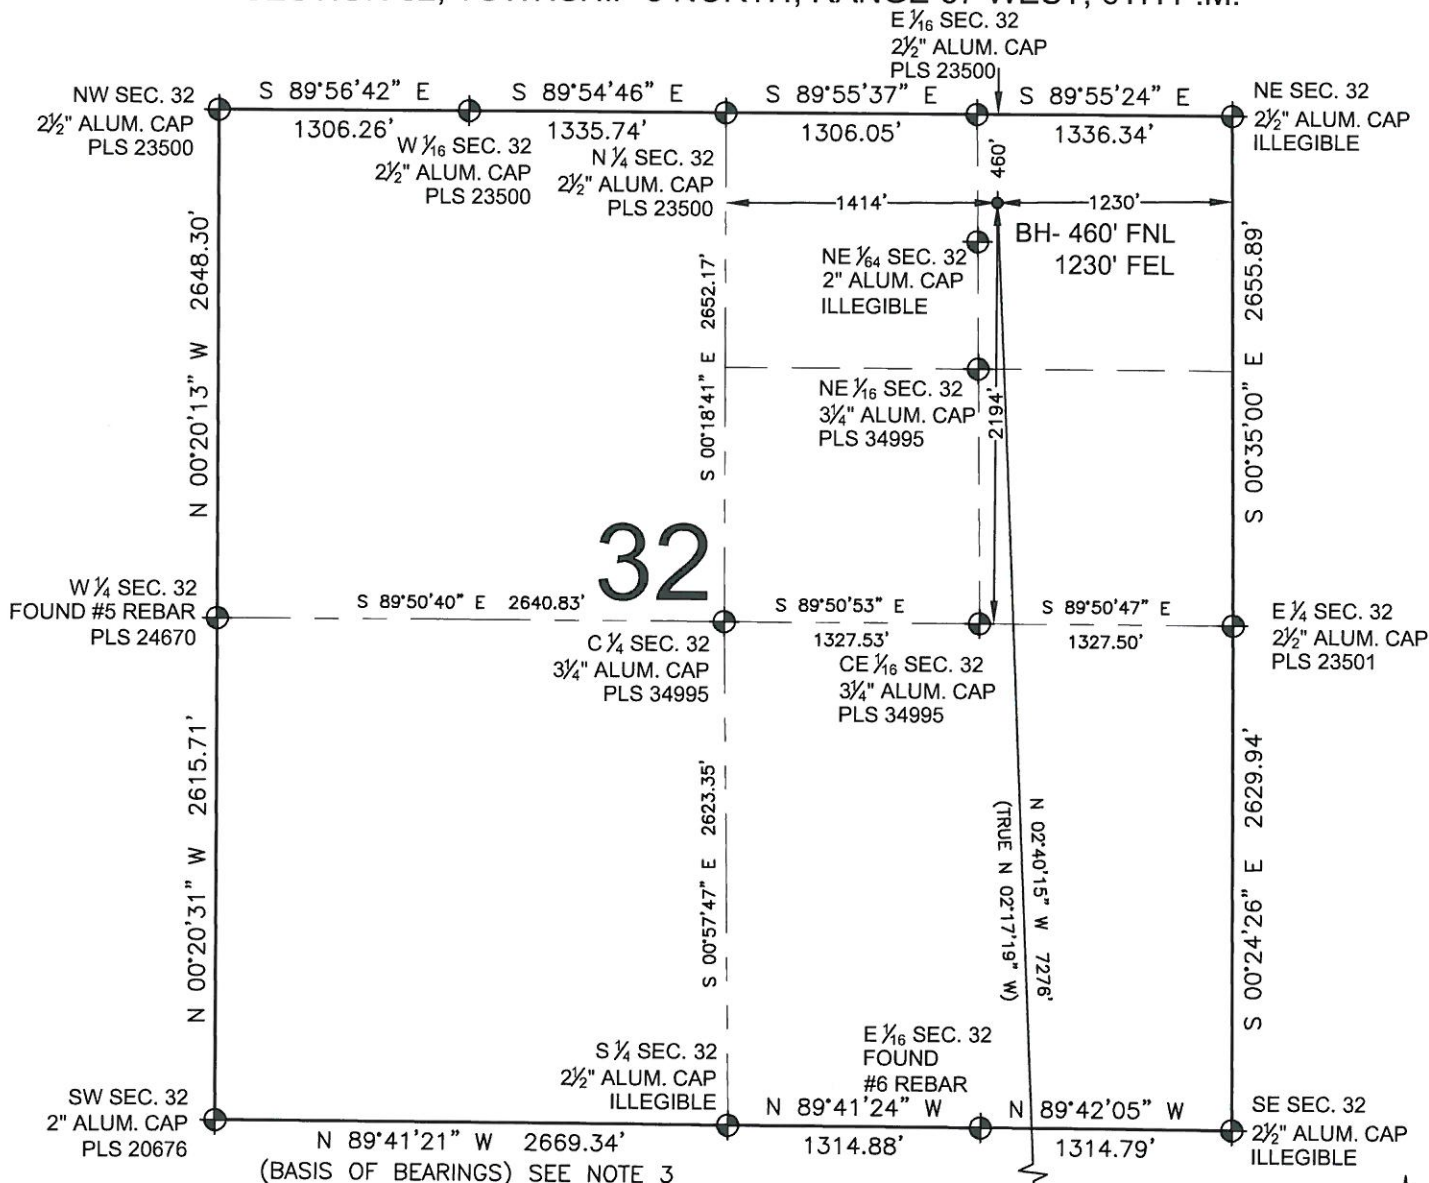 E 1/16 SEC. 32
2½" ALUM. CAP
PLS 23500
NW SEC. 32
2½" ALUM. CAP
PLS 23500
S 89°56'42" E
1306.26'
S 89°54'46" E
1335.74'
S 89°55'37" E
1306.05'
S 89°55'24" E
1336.34'
NE SEC. 32
2½" ALUM. CAP
ILLEGIBLE
W 1/16 SEC. 32
2½" ALUM. CAP
PLS 23500
N ¼ SEC. 32
2½" ALUM. CAP
PLS 23500
460'
1414'
1230'
BH- 460' FNL
1230' FEL
NE 1/64 SEC. 32
2" ALUM. CAP
ILLEGIBLE
N 00°20'13" W 2648.30'
S 00°18'41" E 2652.17'
S 00°35'00" E 2655.89'
NE 1/16 SEC. 32
3¼" ALUM. CAP
PLS 34995
2194'
32
W ¼ SEC. 32
FOUND #5 REBAR
PLS 24670
S 89°50'40" E 2640.83'
S 89°50'53" E
1327.53'
S 89°50'47" E
1327.50'
E ¼ SEC. 32
2½" ALUM. CAP
PLS 23501
C ¼ SEC. 32
3¼" ALUM. CAP
PLS 34995
CE 1/16 SEC. 32
3¼" ALUM. CAP
PLS 34995
N 00°20'31" W 2615.71'
S 00°57'47" E 2623.35'
N 02°40'15" W 7276'
(TRUE N 02°17'19" W)
S 00°24'26" E 2629.94'
S ¼ SEC. 32
2½" ALUM. CAP
ILLEGIBLE
E 1/16 SEC. 32
FOUND
#6 REBAR
SW SEC. 32
2" ALUM. CAP
PLS 20676
N 89°41'21" W 2669.34'
(BASIS OF BEARINGS) SEE NOTE 3
N 89°41'24" W
1314.88'
N 89°42'05" W
1314.79'
SE SEC. 32
2½" ALUM. CAP
ILLEGIBLE